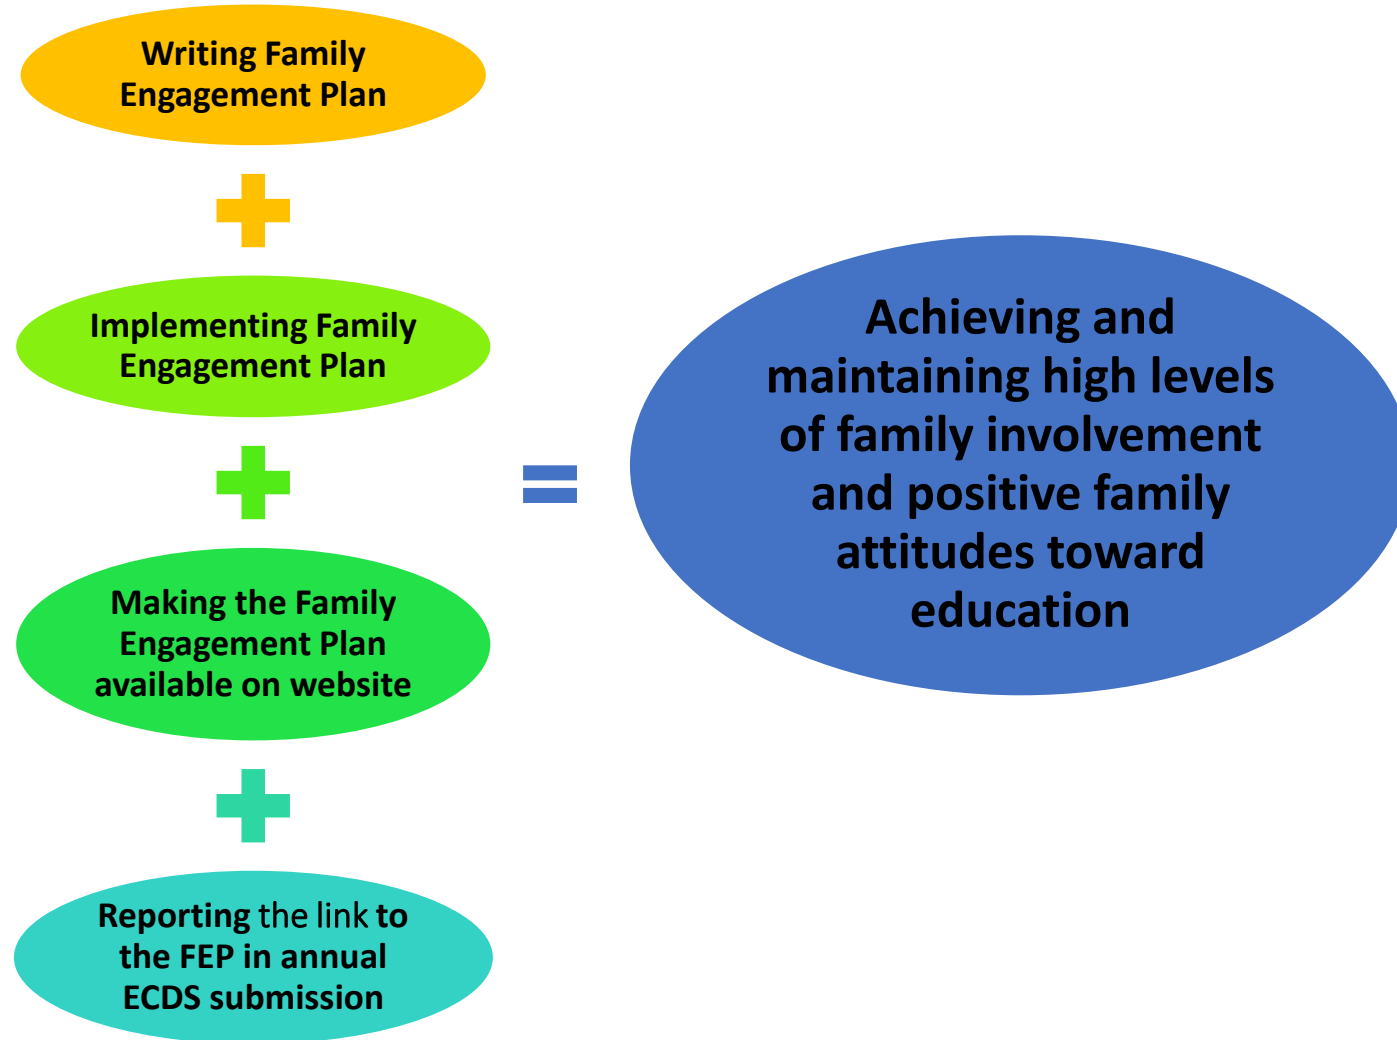 Writing Family
Engagement Plan
Implementing Family
Engagement Plan
Making the Family
Engagement Plan
available on website
Reporting the link to
the FEP in annual
ECDS submission
Achieving and
maintaining high levels
of family involvement
and positive family
attitudes toward
education